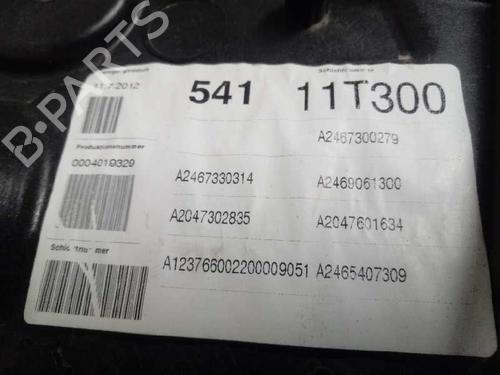 11.7.2012
541 11T300
A2467300279
Produktionsnummer
0004019329
A2467330314 A2469061300
A2047302835 A2047601634
A123766002200009051 A2465407309
B-PARTS